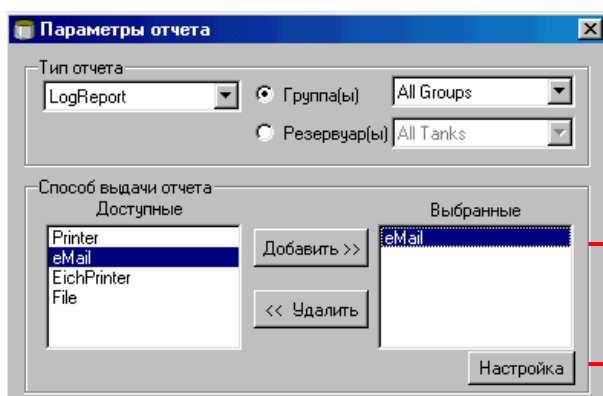 Параметры отчета
Тип отчета
LogReport
Группа(ы) All Groups
Резервуар(ы) All Tanks
Способ выдачи отчета
Доступные
Выбранные
Printer
eMail
EichPrinter
File
Добавить >>
<< Удалить
eMail
Настройка